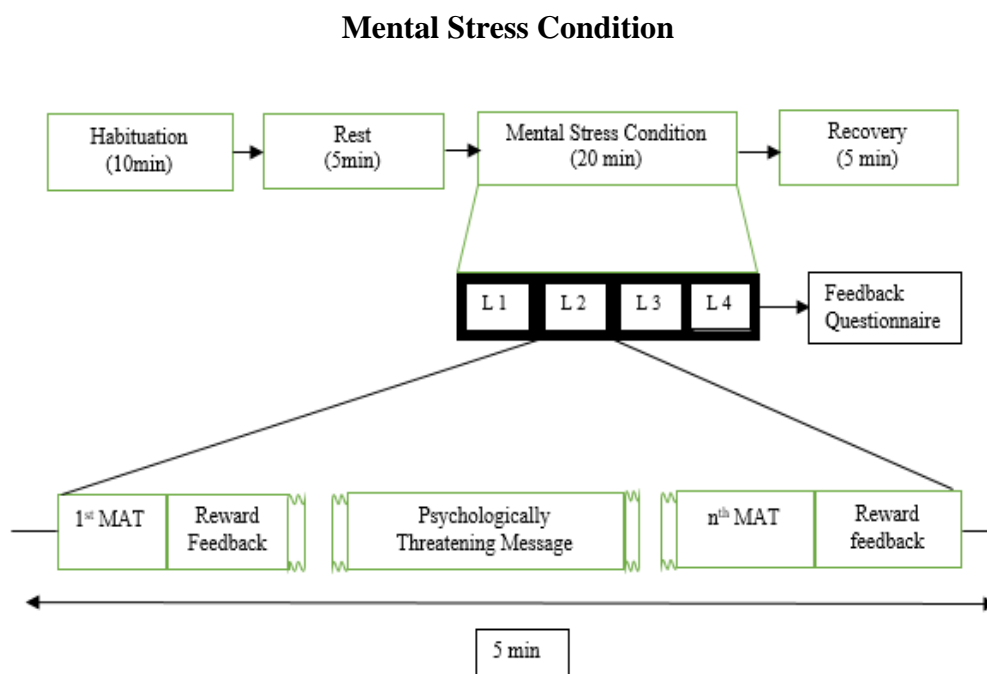 Mental Stress Condition
Habituation
(10min)
Rest
(5min)
Mental Stress Condition
(20 min)
Recovery
(5 min)
L 1
L 2
L 3
L 4
Feedback
Questionnaire
1st MAT
Reward
Feedback
Psychologically
Threatening Message
nth MAT
Reward
feedback
5 min